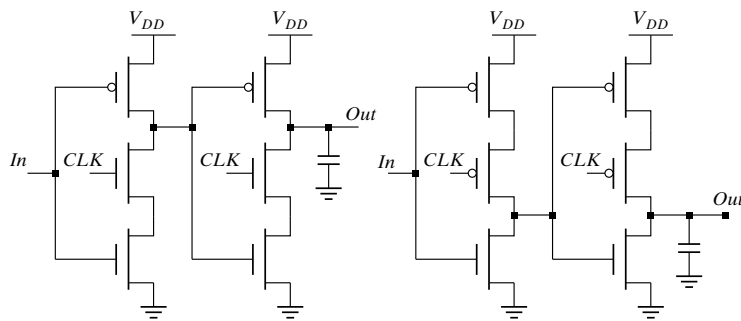 V_DD V_DD V_DD V_DD
Out
In CLK CLK In CLK CLK
Out